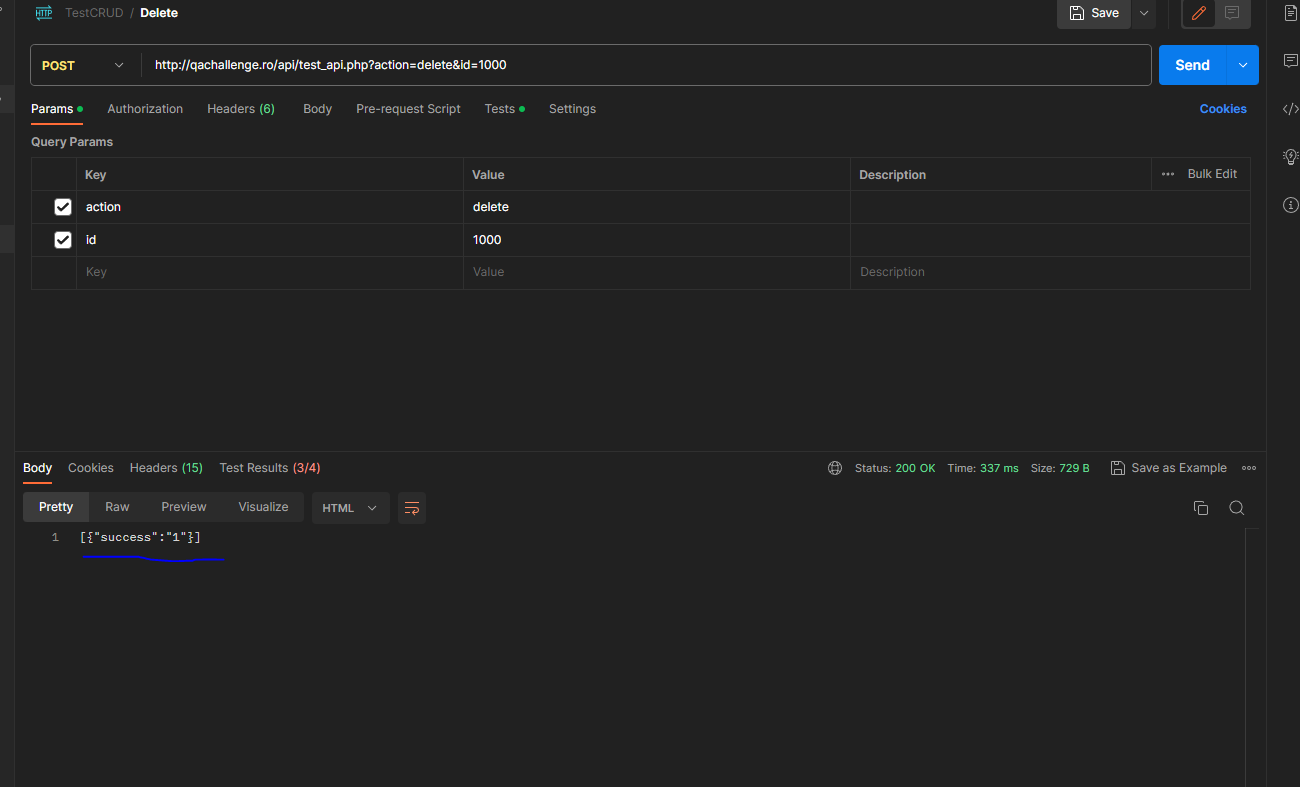 HTTP TestCRUD / Delete Save
POST http://qachallenge.ro/api/test_api.php?action=delete&id=1000 Send
Params Authorization Headers (6) Body Pre-request Script Tests Settings Cookies
Query Params
Key Value Description ••• Bulk Edit
action delete
id 1000
Key Value Description
Body Cookies Headers (15) Test Results (3/4) Status: 200 OK Time: 337 ms Size: 729 B Save as Example
Pretty Raw Preview Visualize HTML
1 [{"success":"1"}]